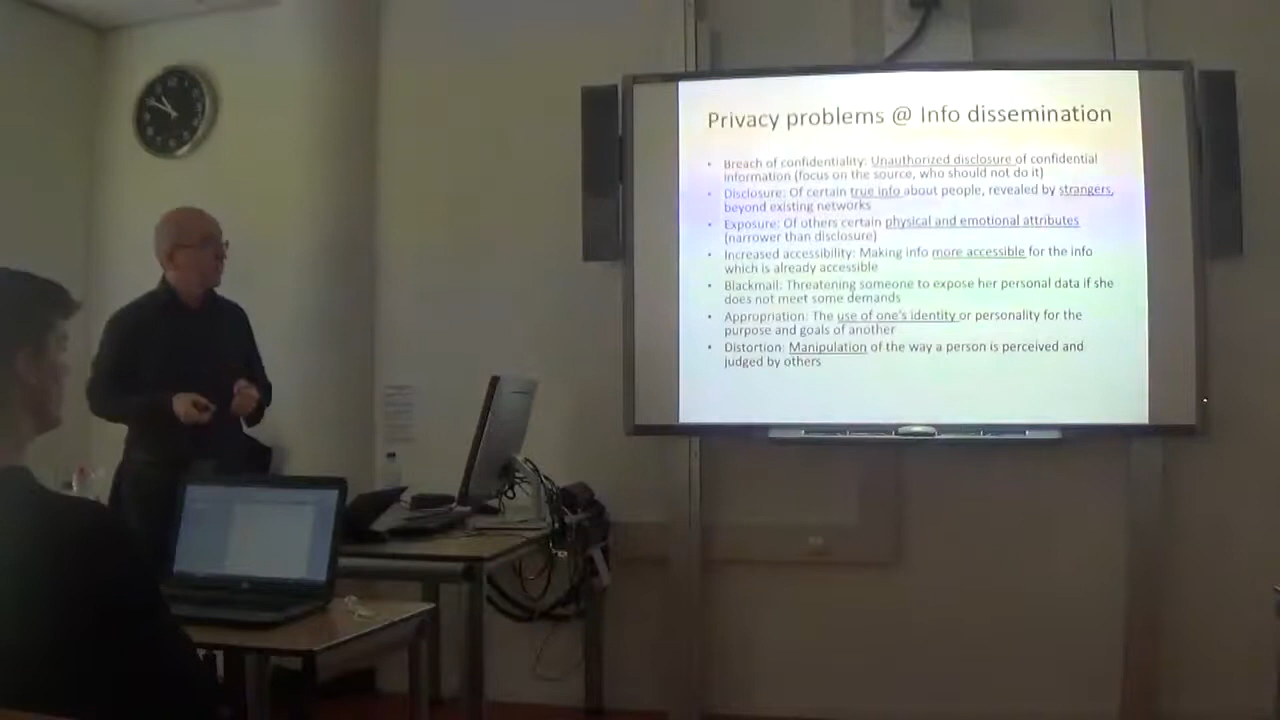 Privacy problems @ Info dissemination
• Breach of confidentiality: Unauthorized disclosure of confidential
information (focus on the source, who should not do it)
• Disclosure: Of certain true info about people, revealed by strangers,
beyond existing networks
• Exposure: Of others certain physical and emotional attributes
(narrower than disclosure)
• Increased accessibility: Making info more accessible for the info
which is already accessible
• Blackmail: Threatening someone to expose her personal data if she
does not meet some demands
• Appropriation: The use of one's identity or personality for the
purpose and goals of another
• Distortion: Manipulation of the way a person is perceived and
judged by others